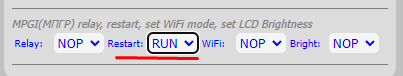 MPGI(МПГР) relay, restart, set WiFi mode, set LCD Brightness
Relay: NOP Restart: RUN WiFi: NOP Bright: NOP